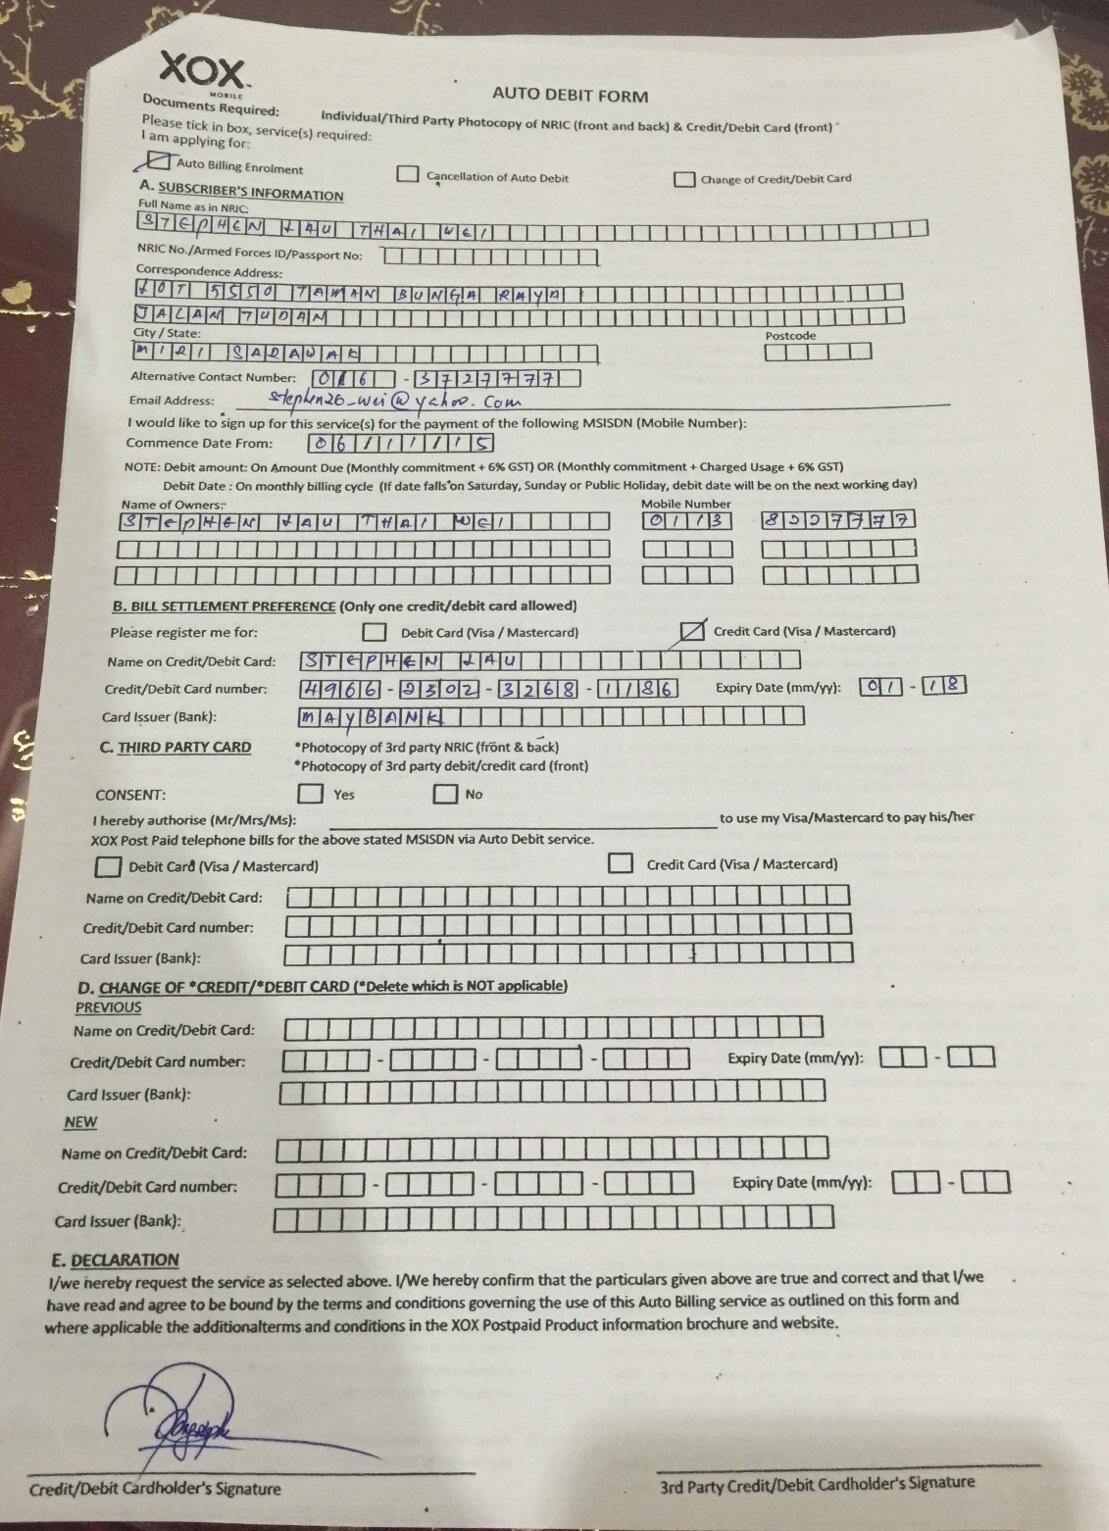 XOX
MOBILE
AUTO DEBIT FORM
Documents Required: Individual/Third Party Photocopy of NRIC (front and back) & Credit/Debit Card (front)
Please tick in box, service(s) required:
I am applying for:
Auto Billing Enrolment Cancellation of Auto Debit Change of Credit/Debit Card
A. SUBSCRIBER'S INFORMATION
Full Name as in NRIC:
STEPHEN LAU THAI WEI
NRIC No./Armed Forces ID/Passport No:
Correspondence Address:
LOT 5550 TAMAN BUNGA RAYA
JALAN TUDAN
City / State: Postcode
MIRI SARAWAK
Alternative Contact Number: 016 - 3727777
Email Address: stephen26_wei@yahoo.com
I would like to sign up for this service(s) for the payment of the following MSISDN (Mobile Number):
Commence Date From: 06/11/15
NOTE: Debit amount: On Amount Due (Monthly commitment + 6% GST) OR (Monthly commitment + Charged Usage + 6% GST)
Debit Date : On monthly billing cycle (If date falls on Saturday, Sunday or Public Holiday, debit date will be on the next working day)
Name of Owners: Mobile Number
STEPHEN LAU THAI WEI 0113
B. BILL SETTLEMENT PREFERENCE (Only one credit/debit card allowed)
Please register me for: Debit Card (Visa / Mastercard) Credit Card (Visa / Mastercard)
Name on Credit/Debit Card: STEPHEN LAU
Credit/Debit Card number: 4966 - 2302 - 3268 - 1186 Expiry Date (mm/yy): 01 - 18
Card Issuer (Bank): MAYBANK
C. THIRD PARTY CARD *Photocopy of 3rd party NRIC (front & back)
*Photocopy of 3rd party debit/credit card (front)
CONSENT: Yes No
I hereby authorise (Mr/Mrs/Ms): to use my Visa/Mastercard to pay his/her
XOX Post Paid telephone bills for the above stated MSISDN via Auto Debit service.
Debit Card (Visa / Mastercard) Credit Card (Visa / Mastercard)
Name on Credit/Debit Card:
Credit/Debit Card number:
Card Issuer (Bank):
D. CHANGE OF *CREDIT/*DEBIT CARD (*Delete which is NOT applicable)
PREVIOUS
Name on Credit/Debit Card:
Credit/Debit Card number: - - - Expiry Date (mm/yy): -
Card Issuer (Bank):
NEW
Name on Credit/Debit Card:
Credit/Debit Card number: - - - Expiry Date (mm/yy): -
Card Issuer (Bank):
E. DECLARATION
I/we hereby request the service as selected above. I/We hereby confirm that the particulars given above are true and correct and that I/we
have read and agree to be bound by the terms and conditions governing the use of this Auto Billing service as outlined on this form and
where applicable the additionalterms and conditions in the XOX Postpaid Product information brochure and website.
Credit/Debit Cardholder's Signature 3rd Party Credit/Debit Cardholder's Signature